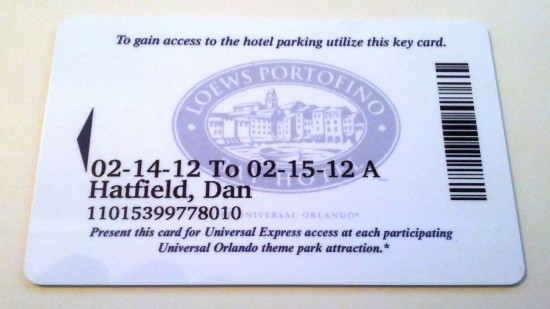 To gain access to the hotel parking utilize this key card.
LOEWS PORTOFINO
02-14-12 To 02-15-12 A
Hatfield, Dan
11015399778010
UNIVERSAL ORLANDO®
Present this card for Universal Express access at each participating
Universal Orlando theme park attraction.*